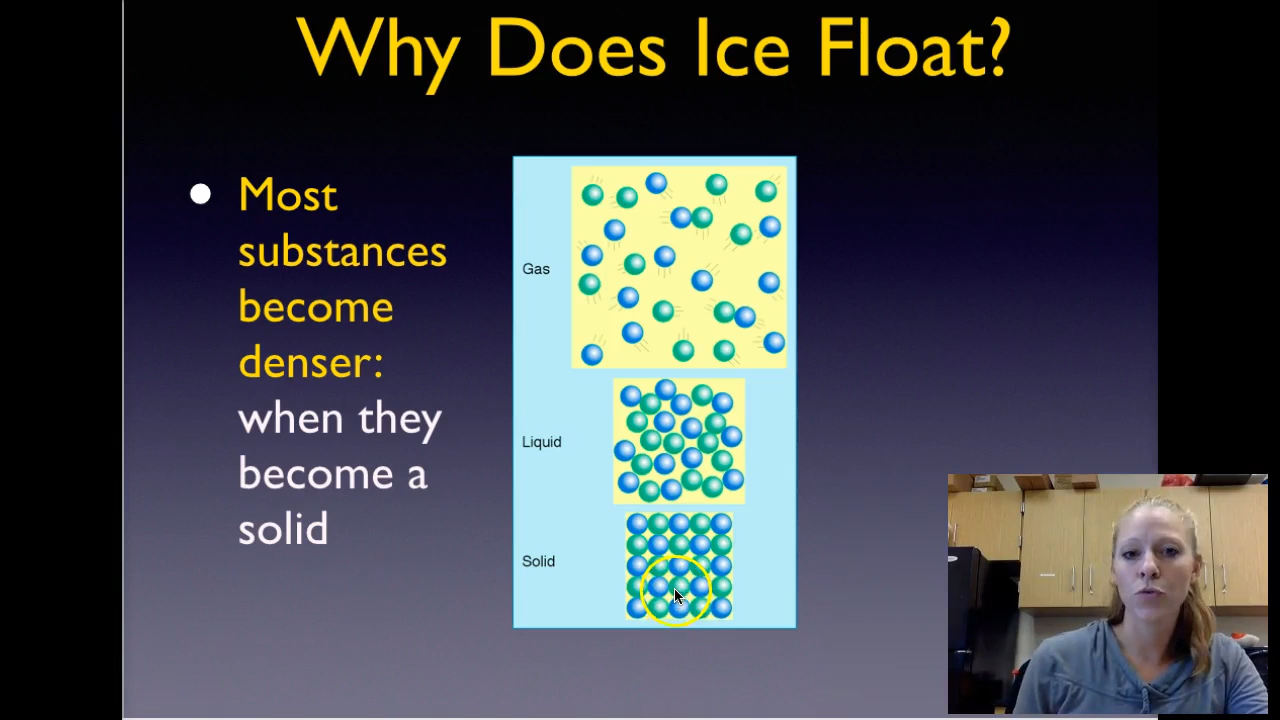 Why Does Ice Float?
Most
substances
become
denser:
when they
become a
solid
Gas
Liquid
Solid